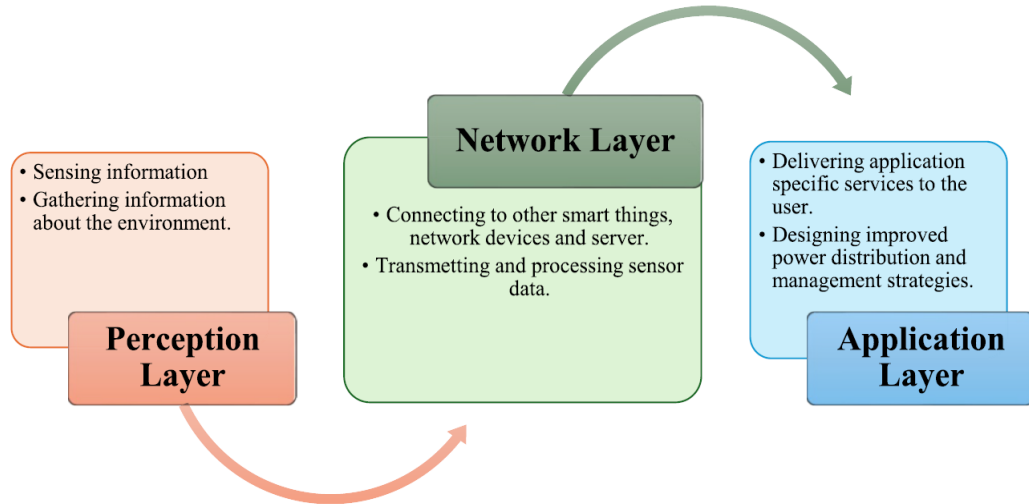 • Sensing information
• Gathering information
about the environment.
Perception
Layer
Network Layer
• Connecting to other smart things,
network devices and server.
• Transmetting and processing sensor
data.
• Delivering application
specific services to the
user.
• Designing improved
power distribution and
management strategies.
Application
Layer